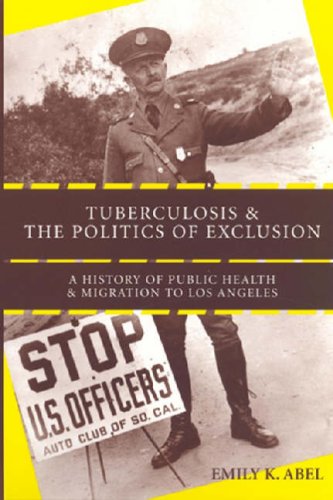 TUBERCULOSIS &
THE POLITICS OF EXCLUSION
A HISTORY OF PUBLIC HEALTH
& MIGRATION TO LOS ANGELES
STOP
U.S. OFFICERS
AUTO CLUB OF SO. CAL.
EMILY K. ABEL